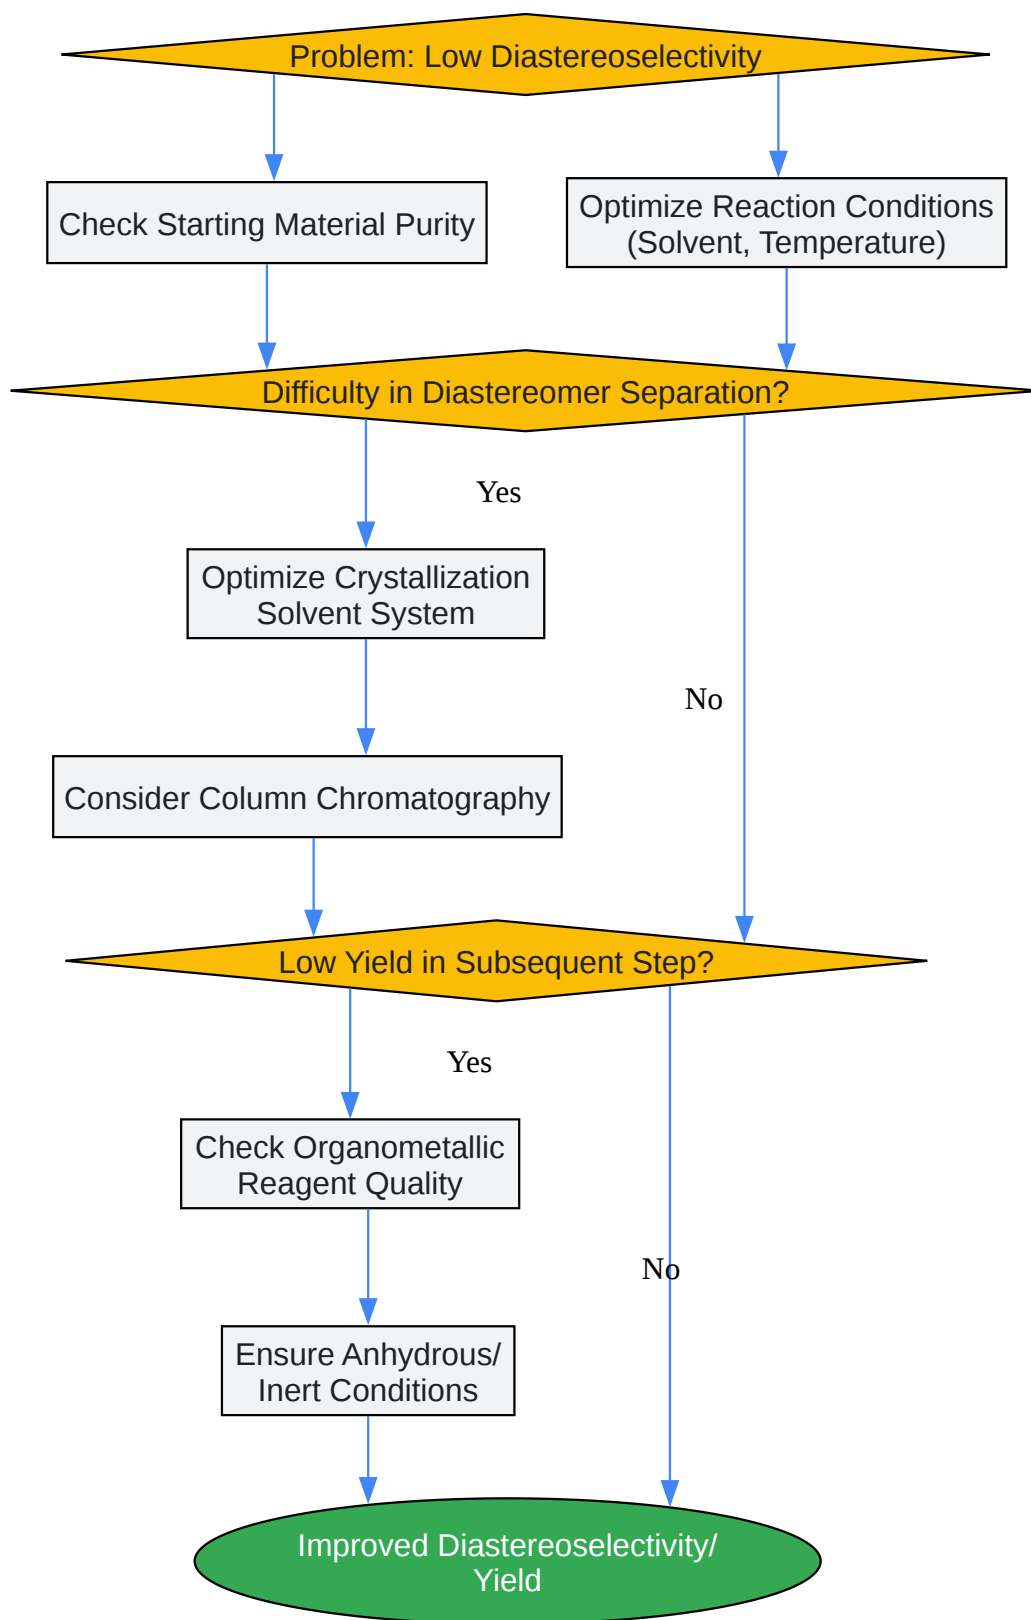 Problem: Low Diastereoselectivity
Check Starting Material Purity
Optimize Reaction Conditions
(Solvent, Temperature)
Difficulty in Diastereomer Separation?
Yes
Optimize Crystallization
Solvent System
No
Consider Column Chromatography
Low Yield in Subsequent Step?
Yes
Check Organometallic
Reagent Quality
No
Ensure Anhydrous/
Inert Conditions
Improved Diastereoselectivity/
Yield